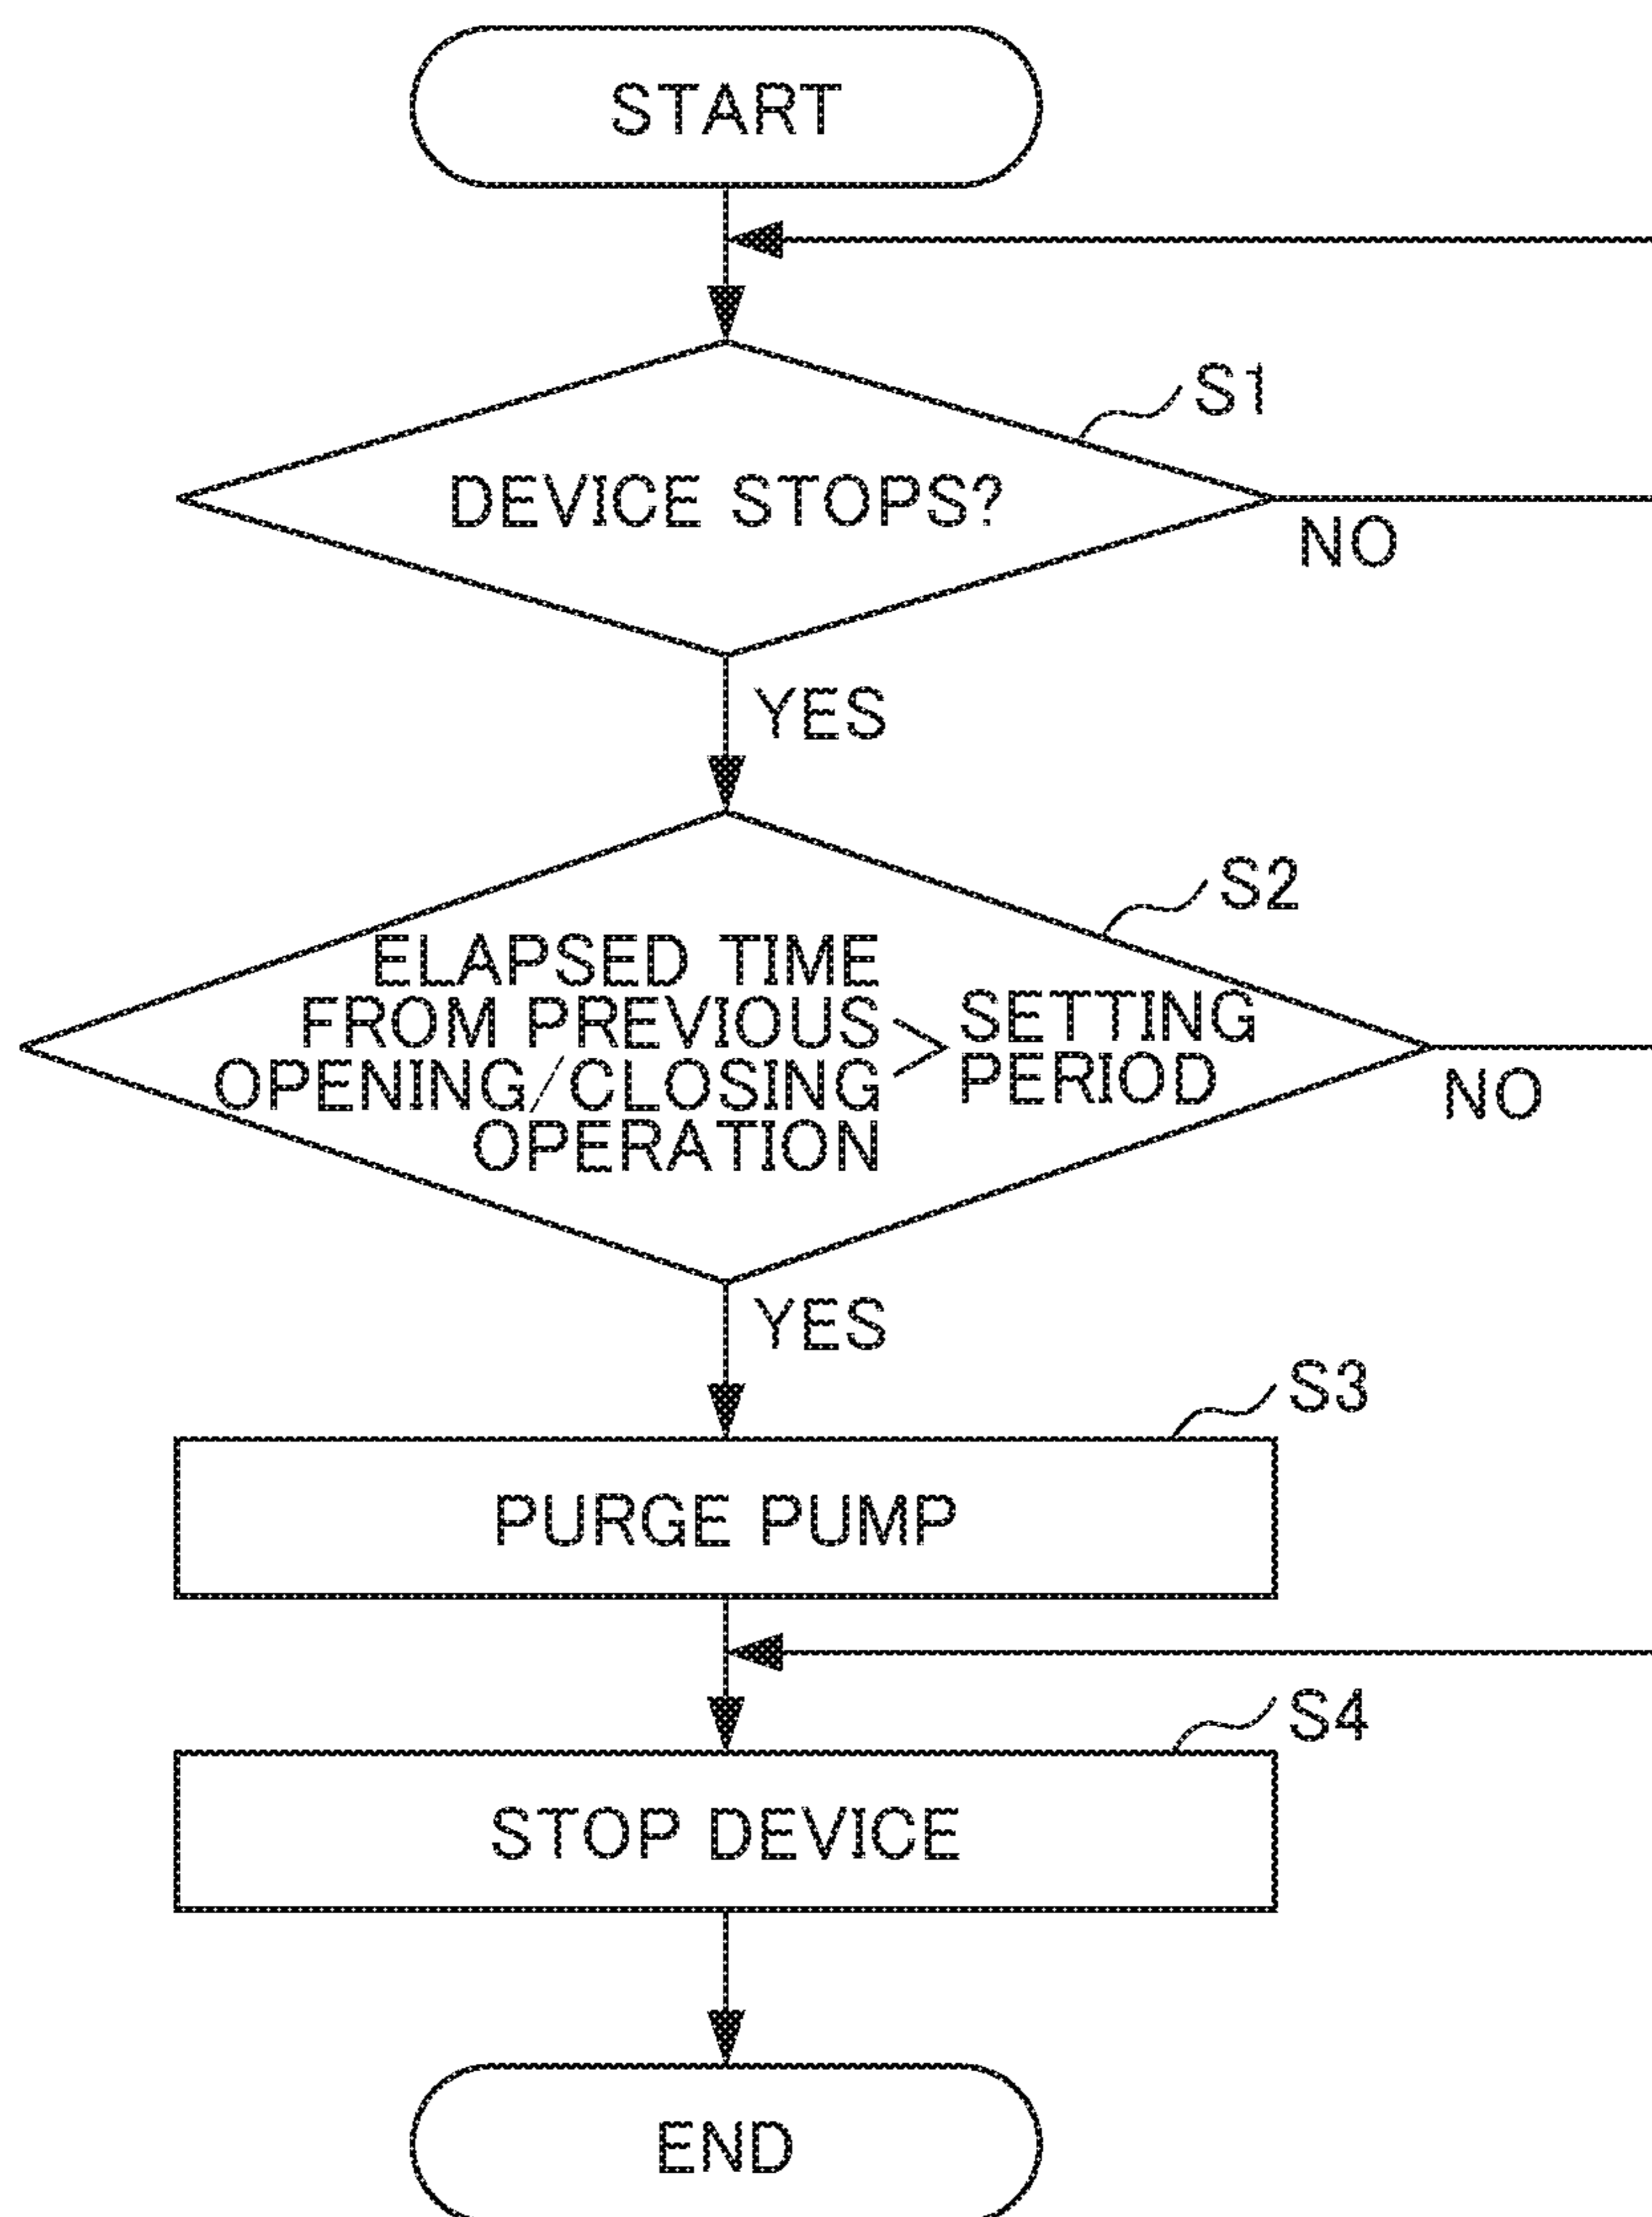 START
S1
DEVICE STOPS?
NO
YES
S2
ELAPSED TIME
FROM PREVIOUS
OPENING/CLOSING
OPERATION
>
SETTING
PERIOD
NO
YES
S3
PURGE PUMP
S4
STOP DEVICE
END